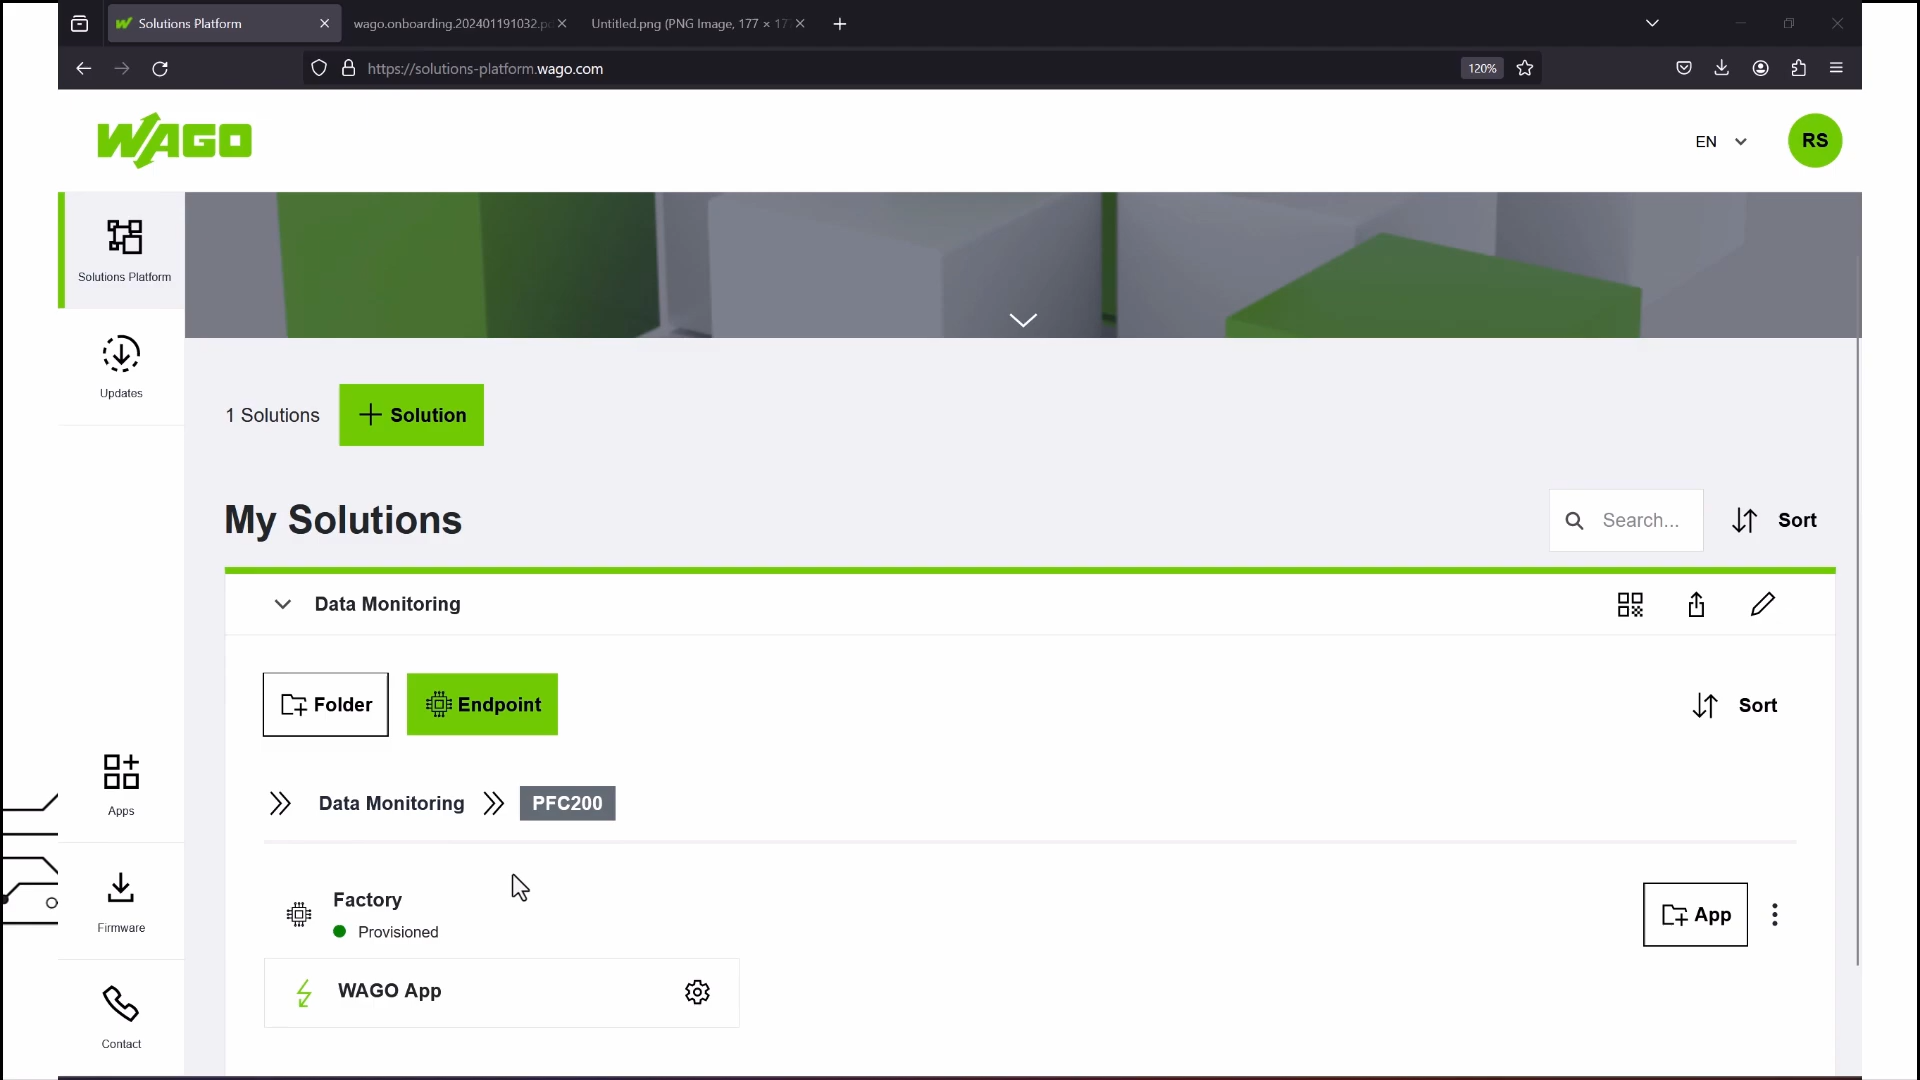 Solutions Platform
wago.onboarding.202401191032.p
Untitled.png (PNG Image, 177 × 17
https://solutions-platform.wago.com
120%
WAGO
EN
RS
Solutions Platform
Updates
1 Solutions
Solution
My Solutions
Search...
Sort
Data Monitoring
Folder
Endpoint
Sort
Data Monitoring
PFC200
Apps
Factory
Provisioned
App
Firmware
WAGO App
Contact